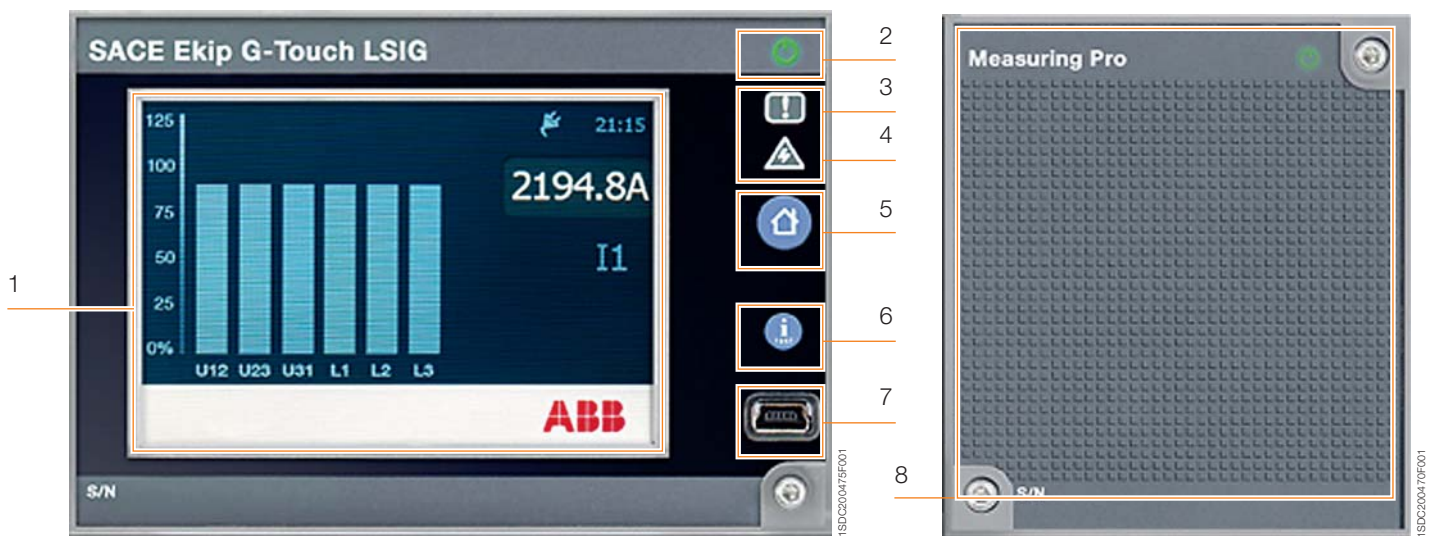 SACE Ekip G-Touch LSIG
125
21:15
100
2194.8A
75
50
I1
25
0%
U12 U23 U31 L1 L2 L3
ABB
S/N
1
2
3
4
5
6
7
8
TEST
1SDC200475F001
Measuring Pro
S/N
1SDC200470F001